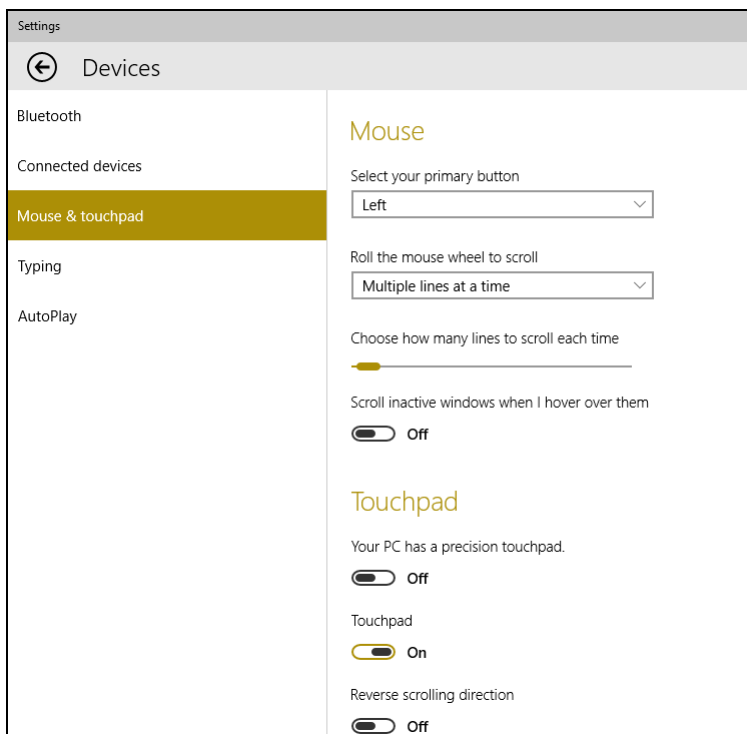 Settings
Devices
Bluetooth
Connected devices
Mouse & touchpad
Typing
AutoPlay
Mouse
Select your primary button
Left
Roll the mouse wheel to scroll
Multiple lines at a time
Choose how many lines to scroll each time
Scroll inactive windows when I hover over them
Off
Touchpad
Your PC has a precision touchpad.
Off
Touchpad
On
Reverse scrolling direction
Off